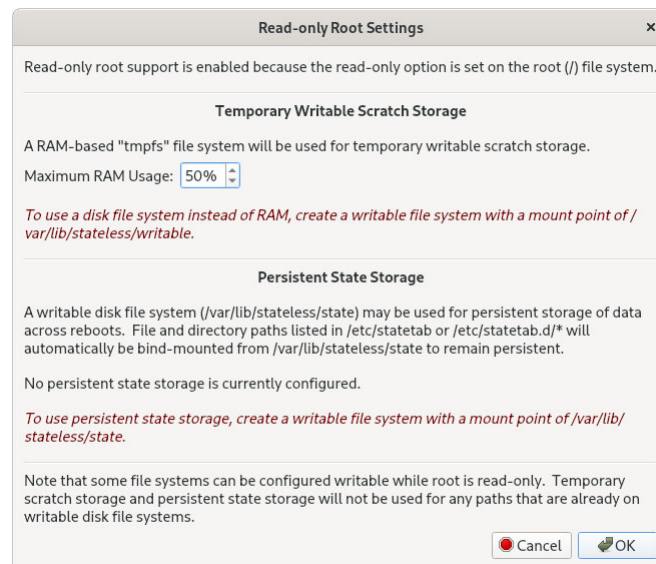 Read-only Root Settings
Read-only root support is enabled because the read-only option is set on the root (/) file system.
Temporary Writable Scratch Storage
A RAM-based "tmpfs" file system will be used for temporary writable scratch storage.
Maximum RAM Usage: 50%
To use a disk file system instead of RAM, create a writable file system with a mount point of /
var/lib/stateless/writable.
Persistent State Storage
A writable disk file system (/var/lib/stateless/state) may be used for persistent storage of data
across reboots.  File and directory paths listed in /etc/statetab or /etc/statetab.d/* will
automatically be bind-mounted from /var/lib/stateless/state to remain persistent.
No persistent state storage is currently configured.
To use persistent state storage, create a writable file system with a mount point of /var/lib/
stateless/state.
Note that some file systems can be configured writable while root is read-only.  Temporary
scratch storage and persistent state storage will not be used for any paths that are already on
writable disk file systems.
Cancel OK